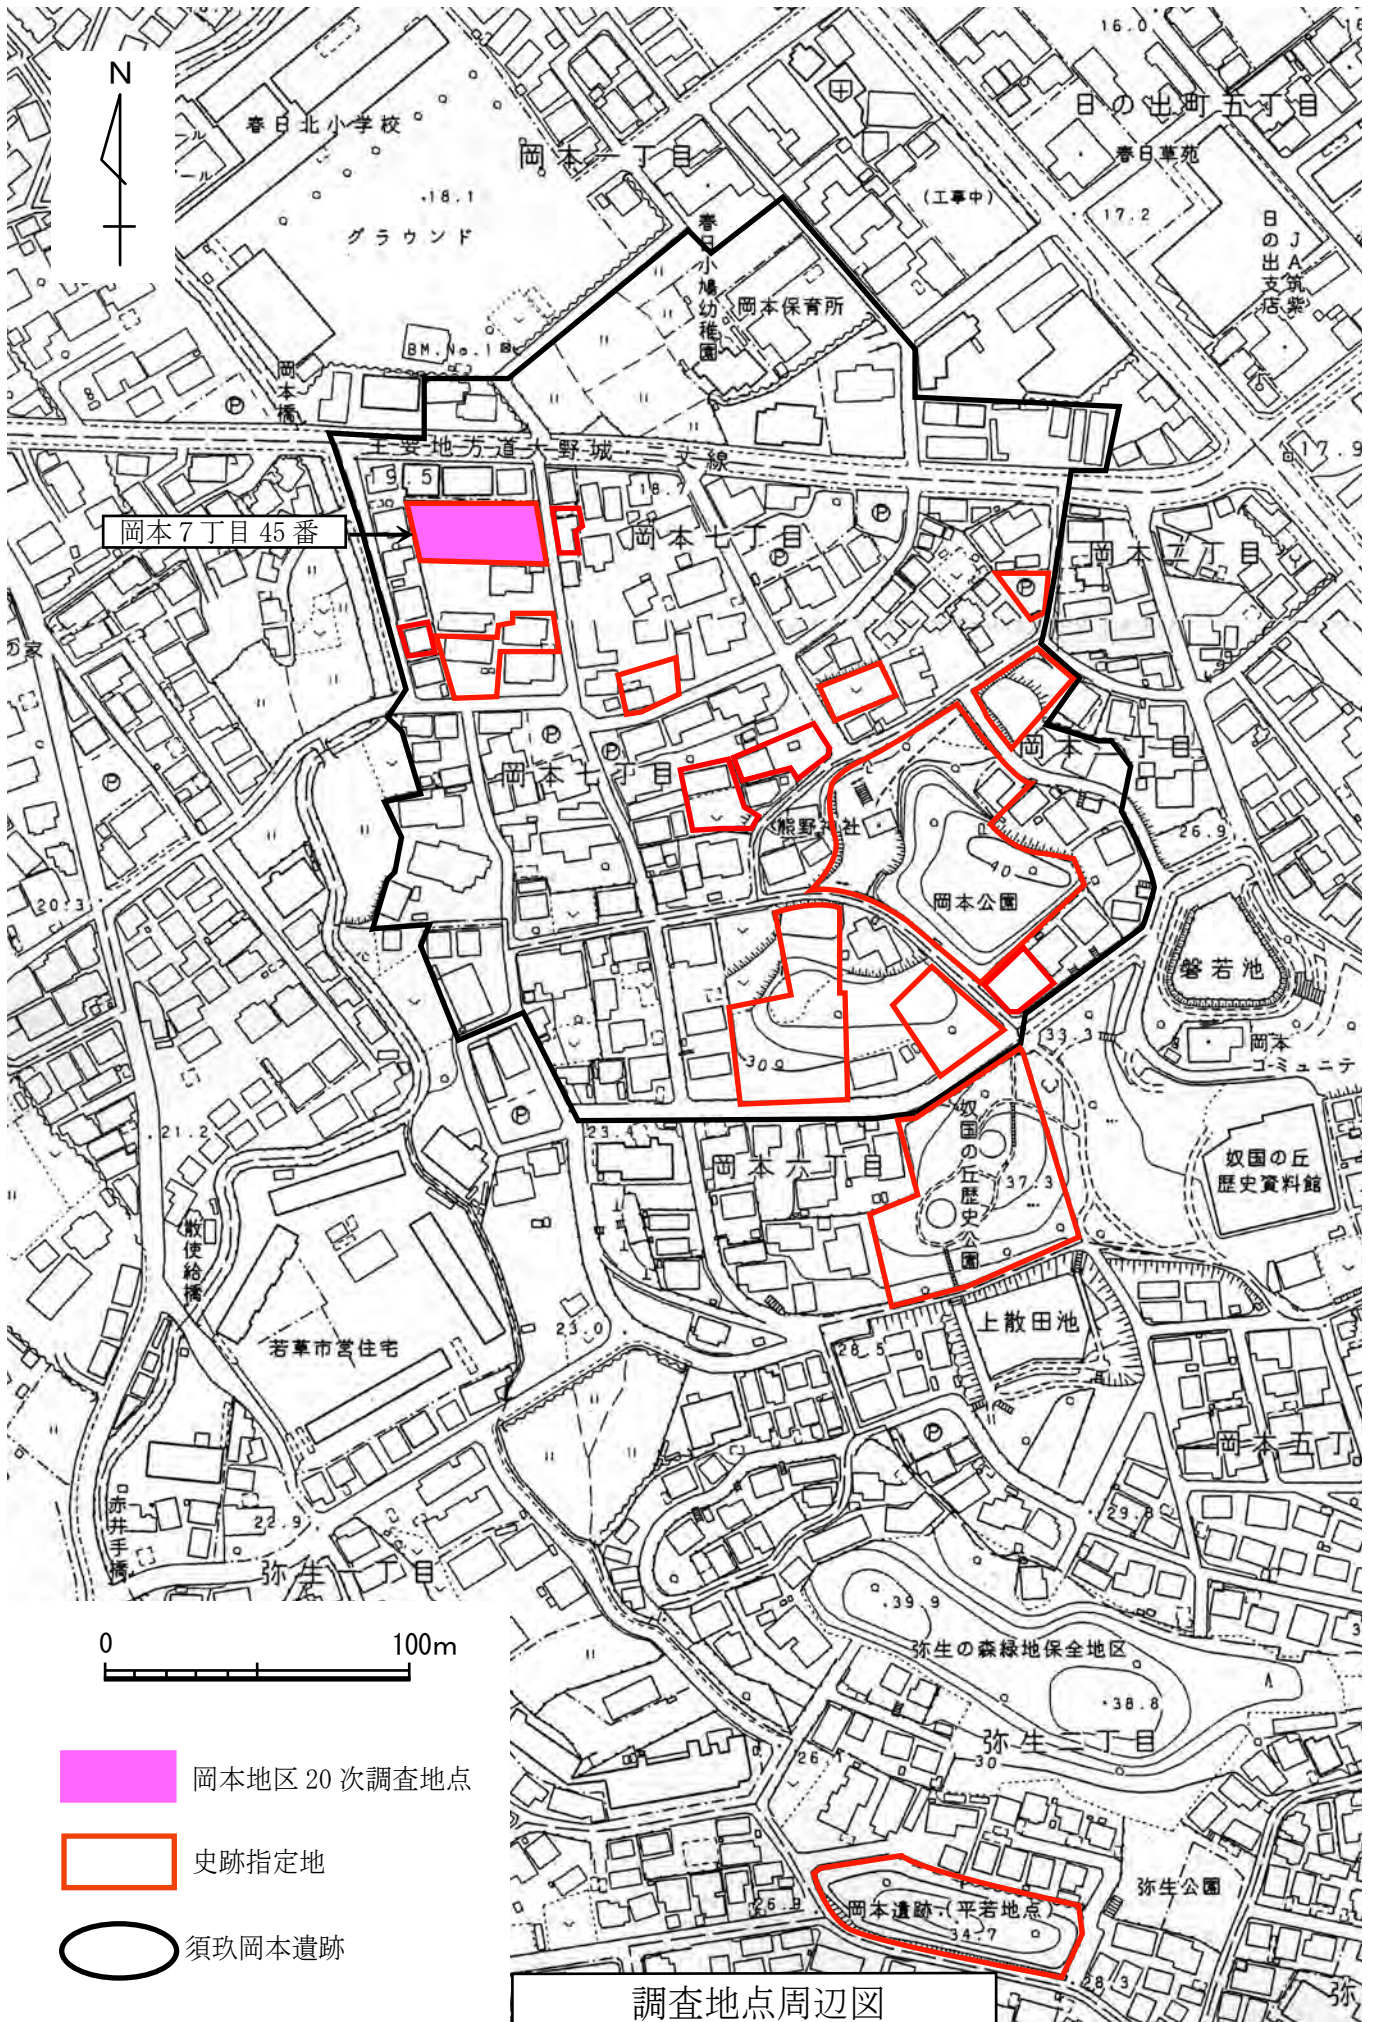 N
16.0
日の出町五丁目
春日北小学校
岡本一丁目
春日草苑
(工事中)
18.1
17.2
グラウンド
春日小鳩幼稚園
日の出支店
JA筑紫
岡本保育所
BM.No.1
岡本橋
P
主要地方道大野城二丈線
17.9
19.5
18.7
岡本7丁目45番
岡本七丁目
P
P
岡本二丁目
P
の家
P
P
P
岡本七丁目
岡本二丁目
熊野神社
26.9
40
20.3
岡本公園
磐若池
33.3
岡本
コミュニテ
30
P
23.4
21.2
岡本六丁目
奴国の丘歴史公園
37.3
奴国の丘
歴史資料館
散使給橋
上散田池
23.0
若草市営住宅
28.5
P
岡本五丁
赤井手橋
22.9
29.8
弥生一丁目
39.9
0 100m
弥生の森緑地保全地区
38.8
弥生二丁目
30
26.
岡本地区20次調査地点
史跡指定地
弥生公園
26.9
岡本遺跡(平若地点)
34.7
須玖岡本遺跡
28.3
弥
調査地点周辺図